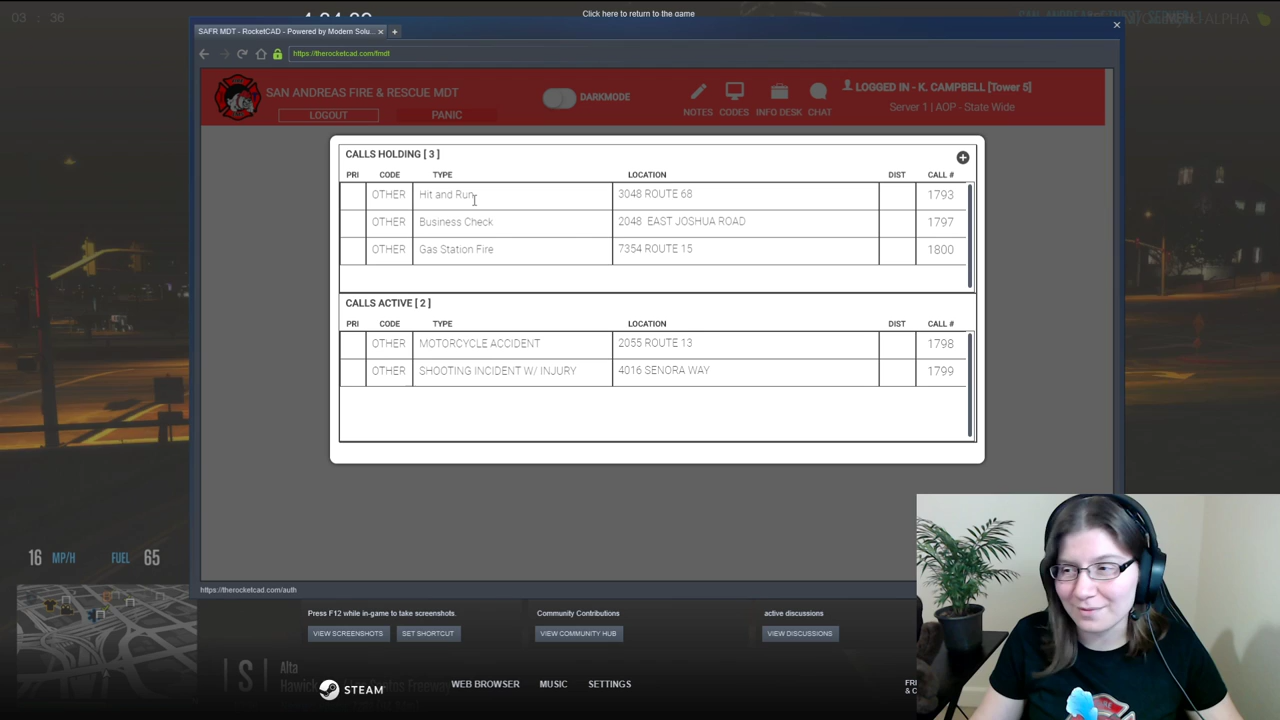 03 : 36
Click here to return to the game
SAFR MDT - RocketCAD - Powered by Modern Solu...
https://therocketcad.com/fmdt
SAN ANDREAS FIRE & RESCUE MDT
LOGOUT
PANIC
DARKMODE
NOTES
CODES
INFO DESK
CHAT
LOGGED IN - K. CAMPBELL [Tower 5]
Server 1 | AOP - State Wide
CALLS HOLDING [ 3 ]
PRI CODE TYPE LOCATION DIST CALL #
OTHER Hit and Run 3048 ROUTE 68 1793
OTHER Business Check 2048 EAST JOSHUA ROAD 1797
OTHER Gas Station Fire 7354 ROUTE 15 1800
CALLS ACTIVE [ 2 ]
PRI CODE TYPE LOCATION DIST CALL #
OTHER MOTORCYCLE ACCIDENT 2055 ROUTE 13 1798
OTHER SHOOTING INCIDENT W/ INJURY 4016 SENORA WAY 1799
16 MP/H FUEL 65
https://therocketcad.com/auth
Press F12 while in-game to take screenshots.
VIEW SCREENSHOTS
SET SHORTCUT
Community Contributions
VIEW COMMUNITY HUB
active discussions
VIEW DISCUSSIONS
| S |
Alta
Hawick
STEAM
WEB BROWSER
MUSIC
SETTINGS
FRI
& C